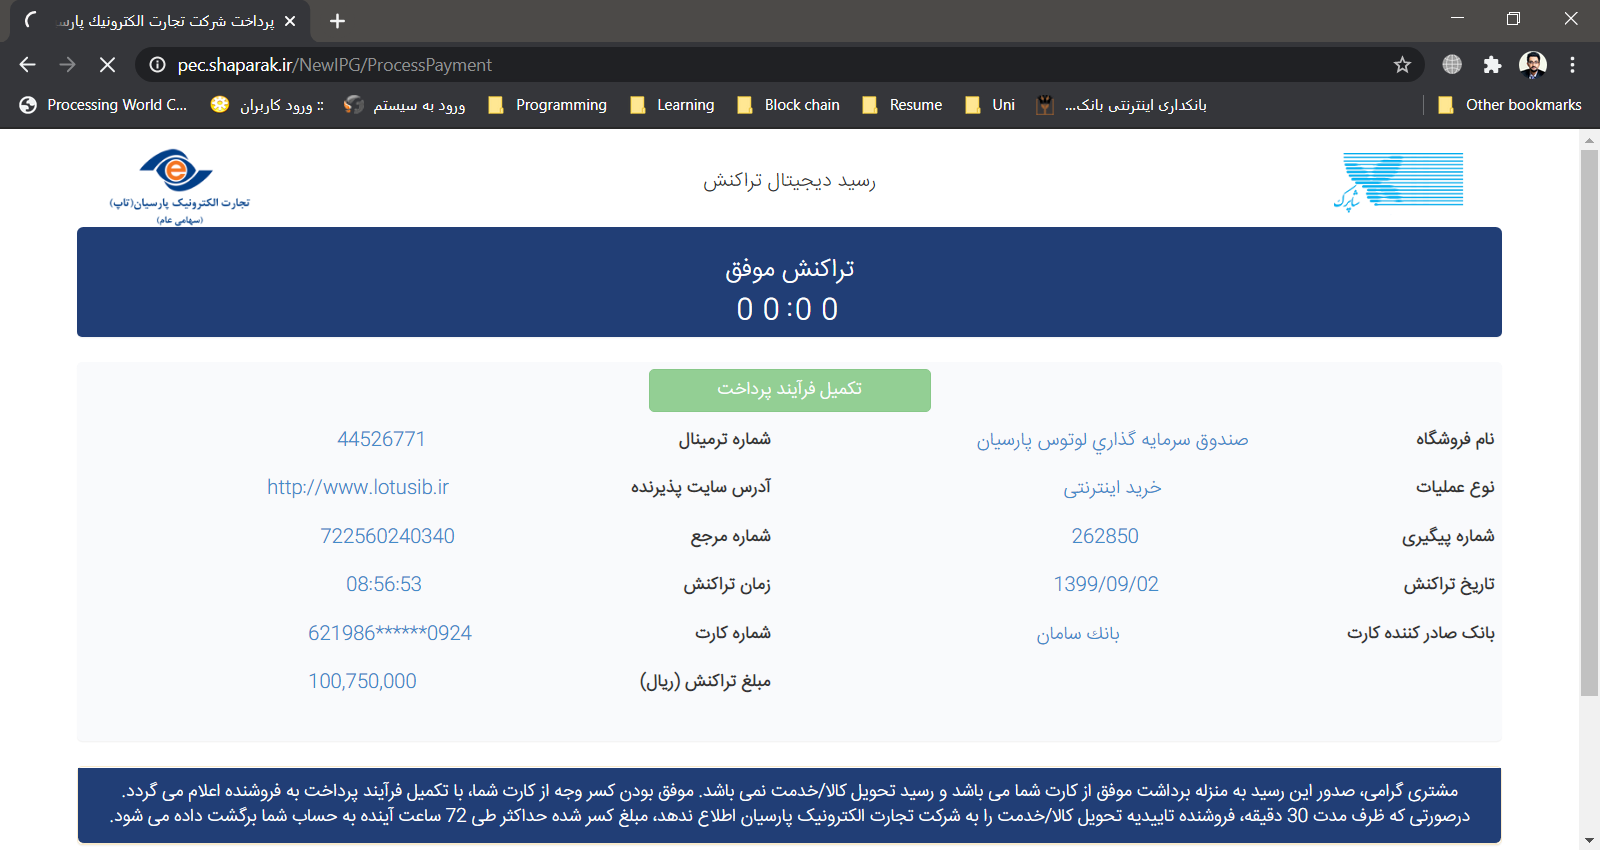 پرداخت شرکت تجارت الکترونیک پارس
pec.shaparak.ir/NewIPG/ProcessPayment
Processing World C...
:: ورود کاربران
ورود به سیستم
Programming
Learning
Block chain
Resume
Uni
بانکداری اینترنتی بانک...
Other bookmarks
شاپرک
رسید دیجیتال تراکنش
تجارت الکترونیک پارسیان(تاپ)
(سهامی عام)
تراکنش موفق
00:00
تکمیل فرآیند پرداخت
نام فروشگاه صندوق سرمایه گذاري لوتوس پارسیان شماره ترمینال 44526771
نوع عملیات خرید اینترنتی آدرس سایت پذیرنده http://www.lotusib.ir
شماره پیگیری 262850 شماره مرجع 722560240340
تاریخ تراکنش 1399/09/02 زمان تراکنش 08:56:53
بانک صادر کننده کارت بانك سامان شماره کارت 621986******0924
مبلغ تراکنش (ریال) 100,750,000
مشتری گرامی، صدور این رسید به منزله برداشت موفق از کارت شما می باشد و رسید تحویل کالا/خدمت نمی باشد. موفق بودن کسر وجه از کارت شما، با تکمیل فرآیند پرداخت به فروشنده اعلام می گردد.
درصورتی که ظرف مدت 30 دقیقه، فروشنده تاییدیه تحویل کالا/خدمت را به شرکت تجارت الکترونیک پارسیان اطلاع ندهد، مبلغ کسر شده حداکثر طی 72 ساعت آینده به حساب شما برگشت داده می شود.